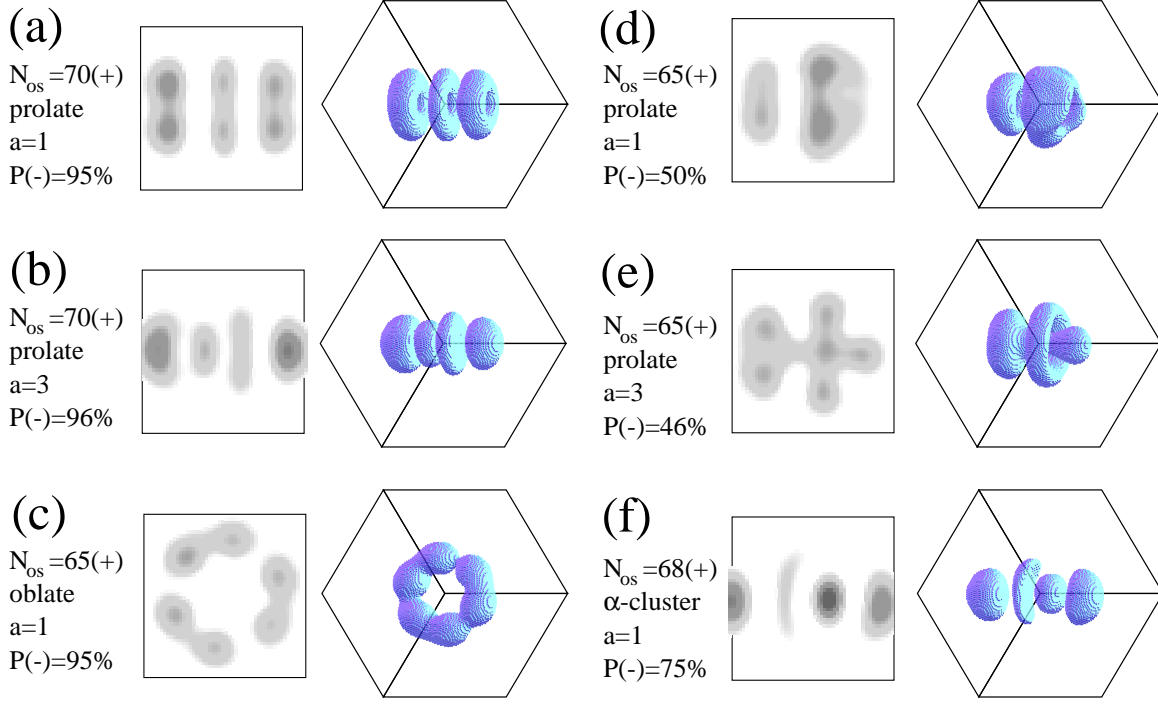 (a)
N_os =70(+)
prolate
a=1
P(-)=95%
(b)
N_os =70(+)
prolate
a=3
P(-)=96%
(c)
N_os =65(+)
oblate
a=1
P(-)=95%
(d)
N_os =65(+)
prolate
a=1
P(-)=50%
(e)
N_os =65(+)
prolate
a=3
P(-)=46%
(f)
N_os =68(+)
α-cluster
a=1
P(-)=75%